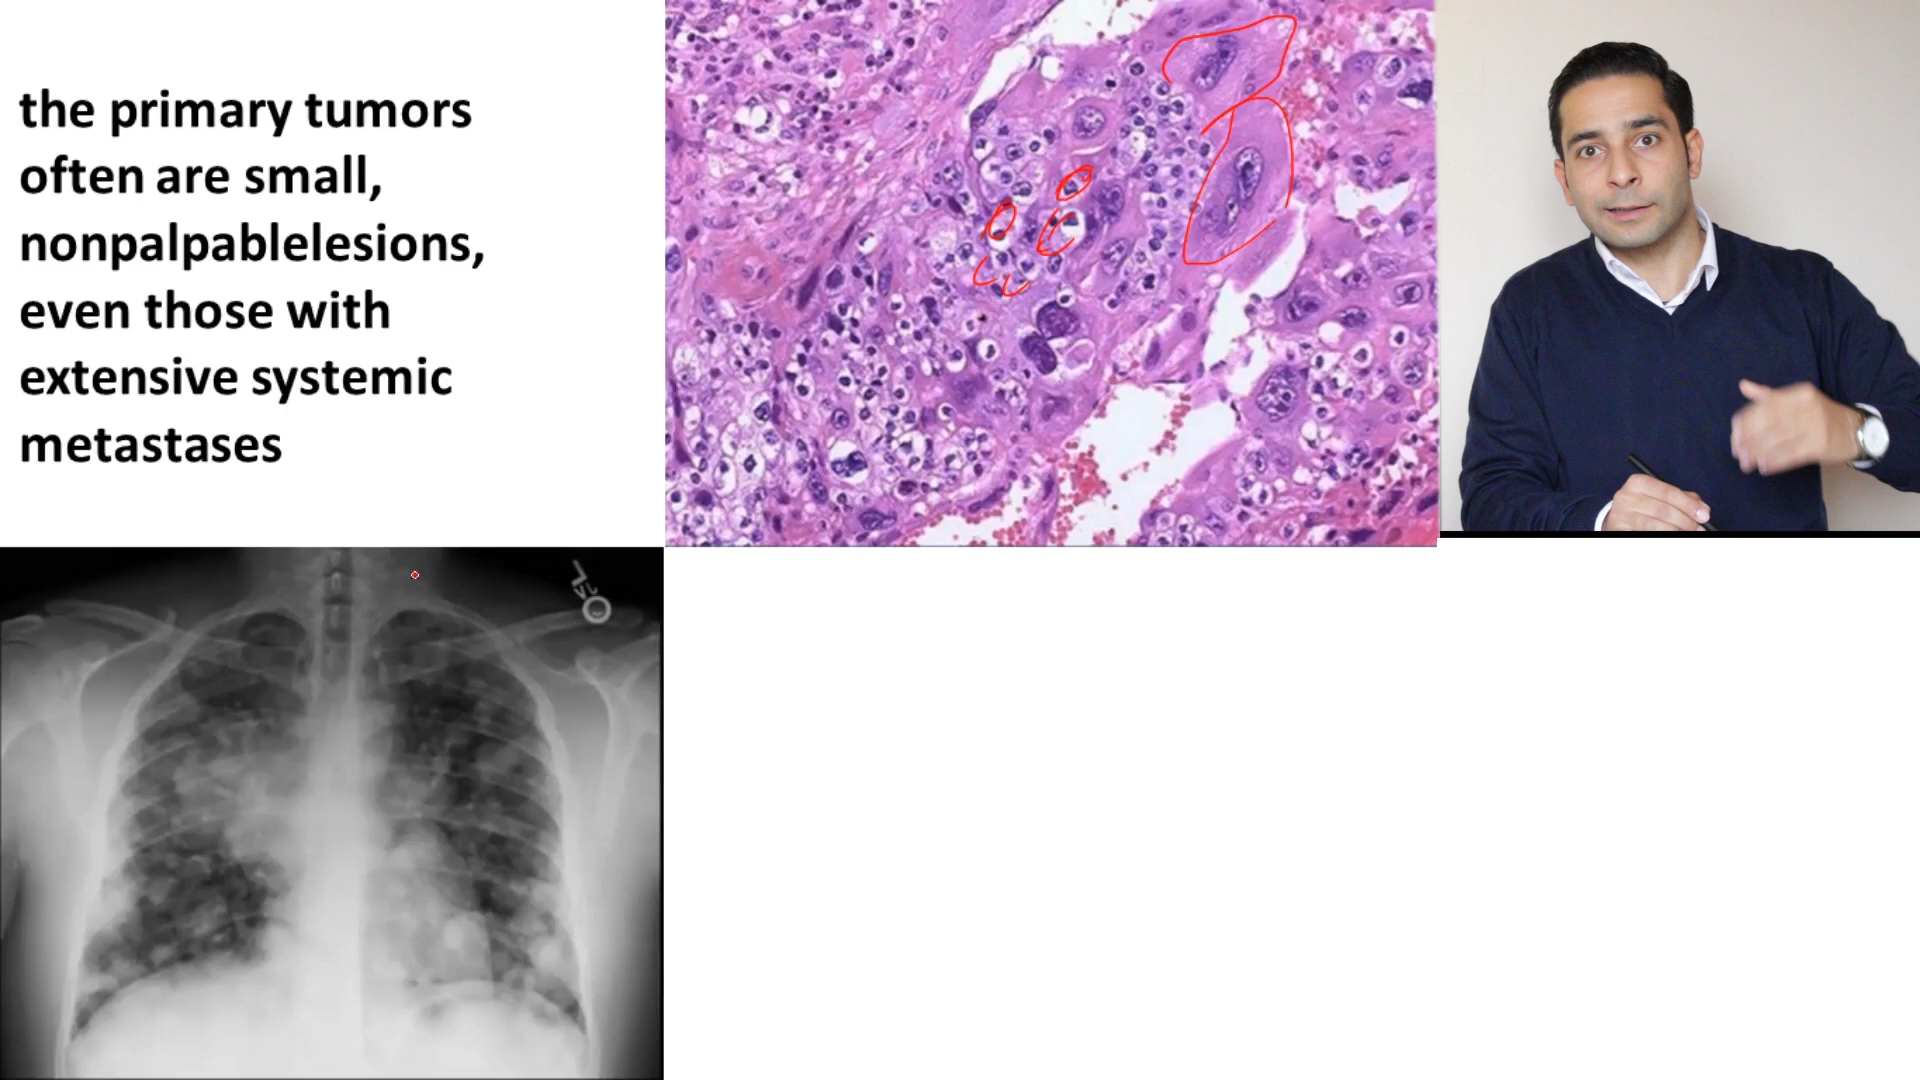 the primary tumors
often are small,
nonpalpablelesions,
even those with
extensive systemic
metastases